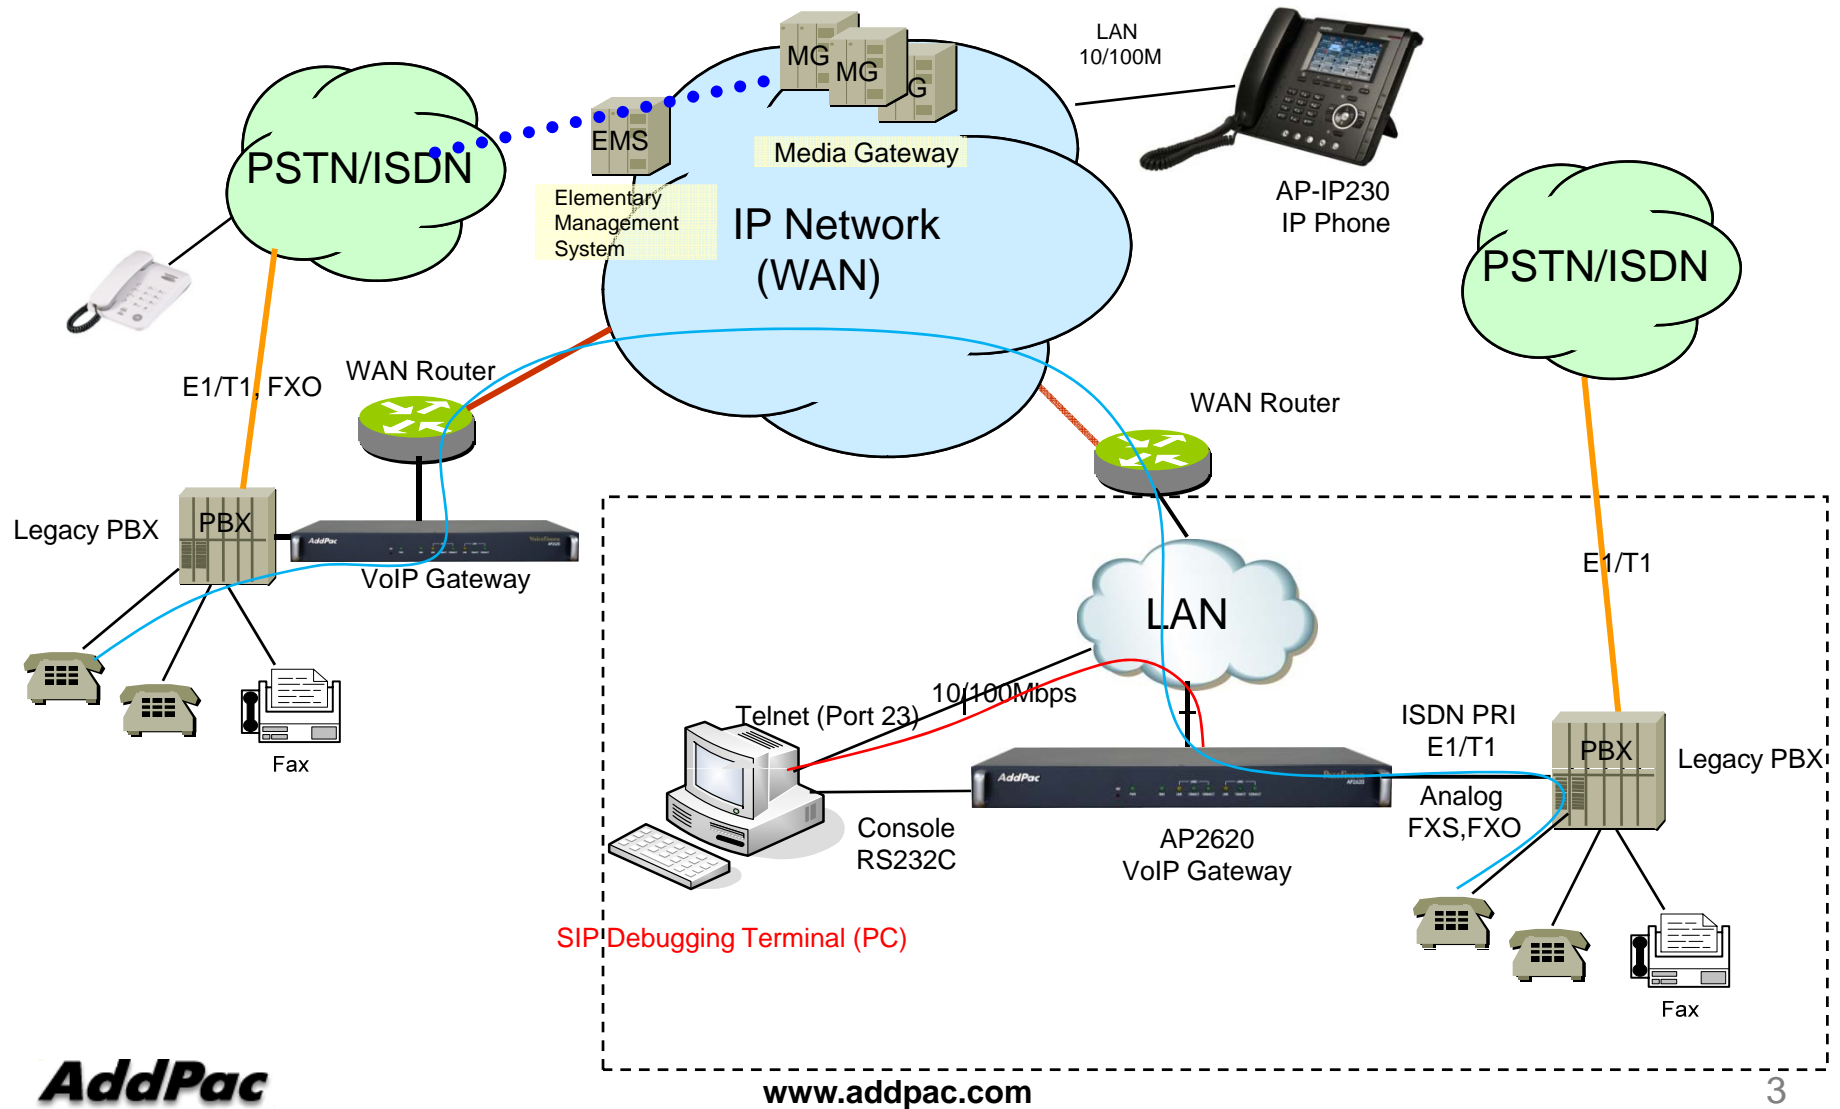 LAN
10/100M
MG
MG
G
EMS
PSTN/ISDN
Media Gateway
Elementary
Management
System
IP Network
(WAN)
AP-IP230
IP Phone
PSTN/ISDN
E1/T1, FXO
WAN Router
WAN Router
Legacy PBX
PBX
AddPac
VoIP Gateway
E1/T1
LAN
10/100Mbps
Telnet (Port 23)
ISDN PRI
E1/T1
PBX
Legacy PBX
Fax
AddPac
AP2620
Console
RS232C
Analog
FXS,FXO
AP2620
VoIP Gateway
SIP Debugging Terminal (PC)
Fax
AddPac
www.addpac.com
3